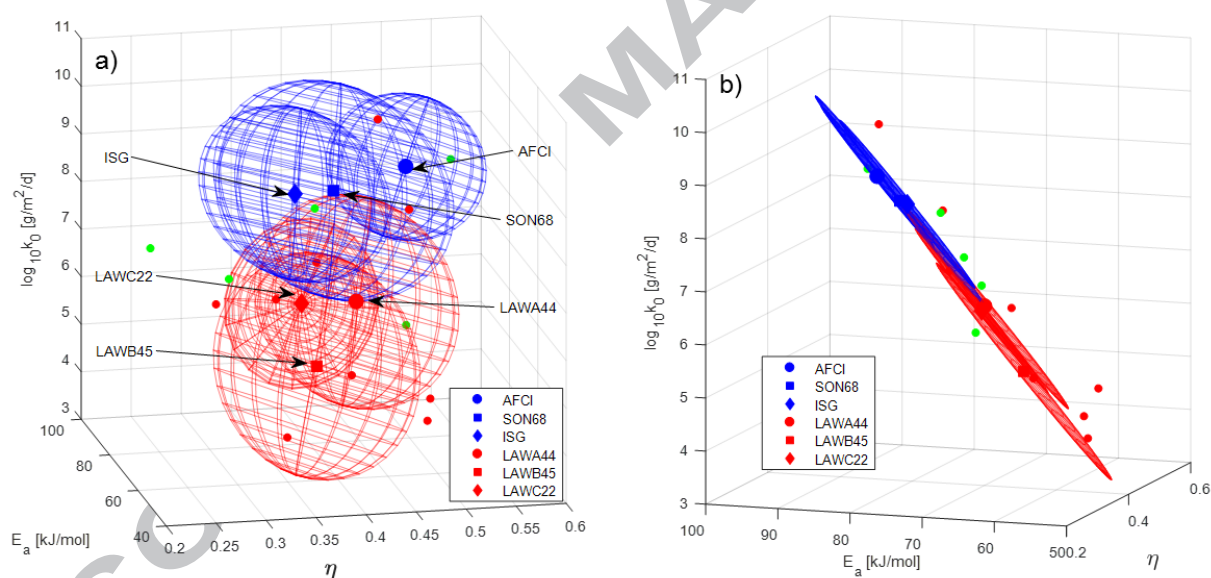 MA
CC
a)
11
10
9
8
7
6
5
4
3
log₁₀k₀ [g/m²/d]
100
80
60
40
Eₐ [kJ/mol]
0.2
0.25
0.3
0.35
0.4
0.45
0.5
0.55
0.6
η
ISG
AFCI
SON68
LAWC22
LAWA44
LAWB45
AFCI
SON68
ISG
LAWA44
LAWB45
LAWC22
b)
11
10
9
8
7
6
5
4
3
log₁₀k₀ [g/m²/d]
100
90
80
70
60
50
Eₐ [kJ/mol]
0.2
0.4
0.6
η
AFCI
SON68
ISG
LAWA44
LAWB45
LAWC22